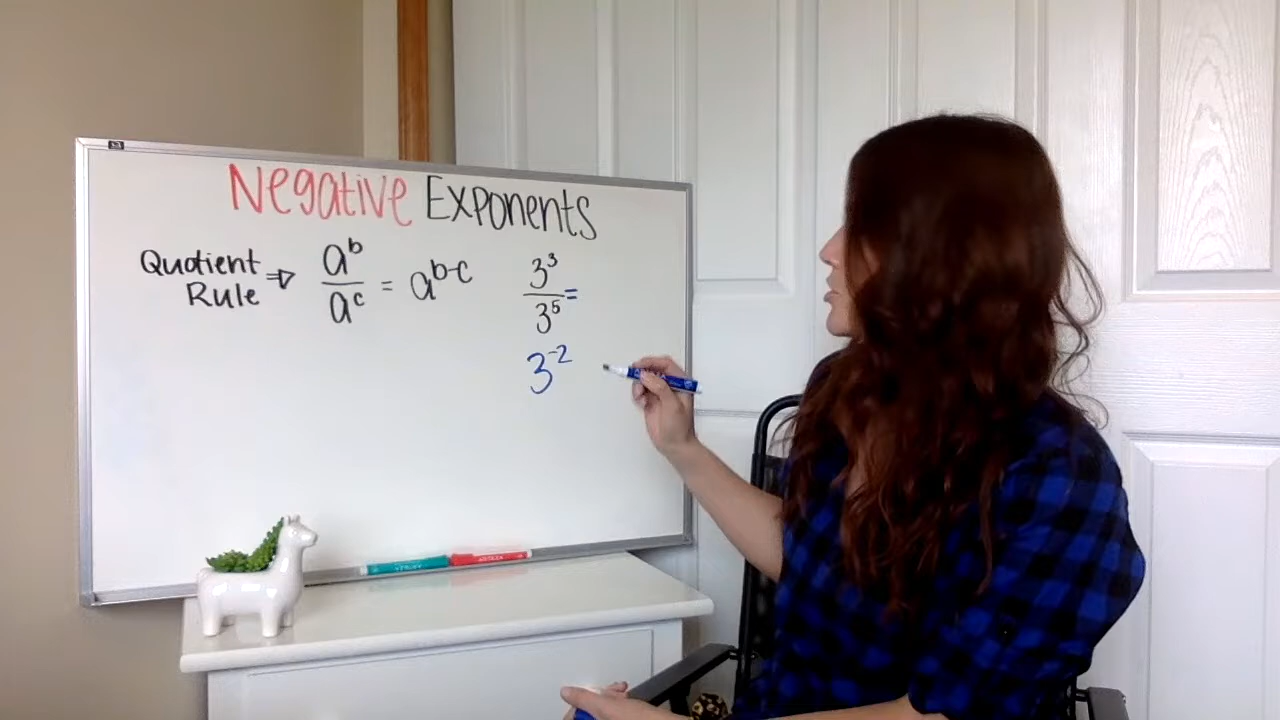 Negative Exponents
Quotient Rule ⇒ a^b / a^c = a^(b-c)
3^3 / 3^5 =
3^-2